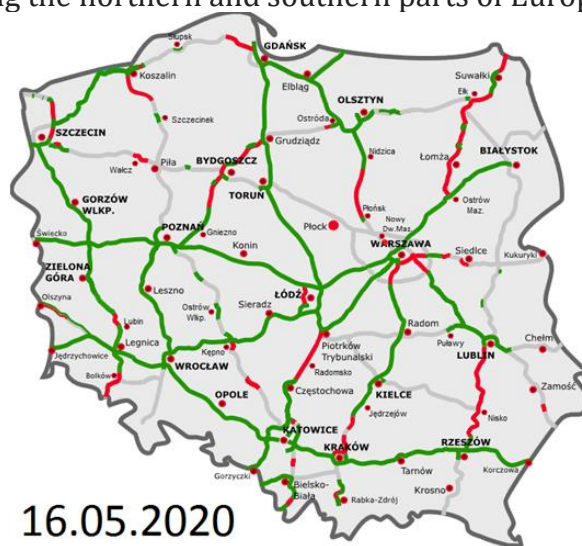 ng the northern and southern parts of Europ
Słupsk
GDAŃSK
Koszalin
Elbląg
Suwałki
Ełk
OLSZTYN
Ostróda
SZCZECIN
Szczecinek
Grudziądz
Nidzica
Łomża
BIAŁYSTOK
Wałcz
Piła
BYDGOSZCZ
TORUŃ
GORZÓW
WLKP.
Ostrów
Maz.
Płońsk
Nowy
Dw.Maz.
Płock
Świecko
POZNAŃ
Gniezno
Konin
WARSZAWA
Siedlce
Kukuryki
ZIELONA
GÓRA
Leszno
ŁÓDŹ
Olszyna
Ostrów
Wlkp.
Sieradz
Lubin
Legnica
Radom
Puławy
Chełm
Jędrzychowice
Kępno
Piotrków
Trybunalski
LUBLIN
WROCŁAW
Radomsko
Bolków
Częstochowa
KIELCE
Zamość
OPOLE
Jędrzejów
Nisko
KATOWICE
KRAKÓW
RZESZÓW
Gorzyczki
Tarnów
Korczowa
Bielsko-
Biała
Rabka-Zdrój
Krosno
16.05.2020